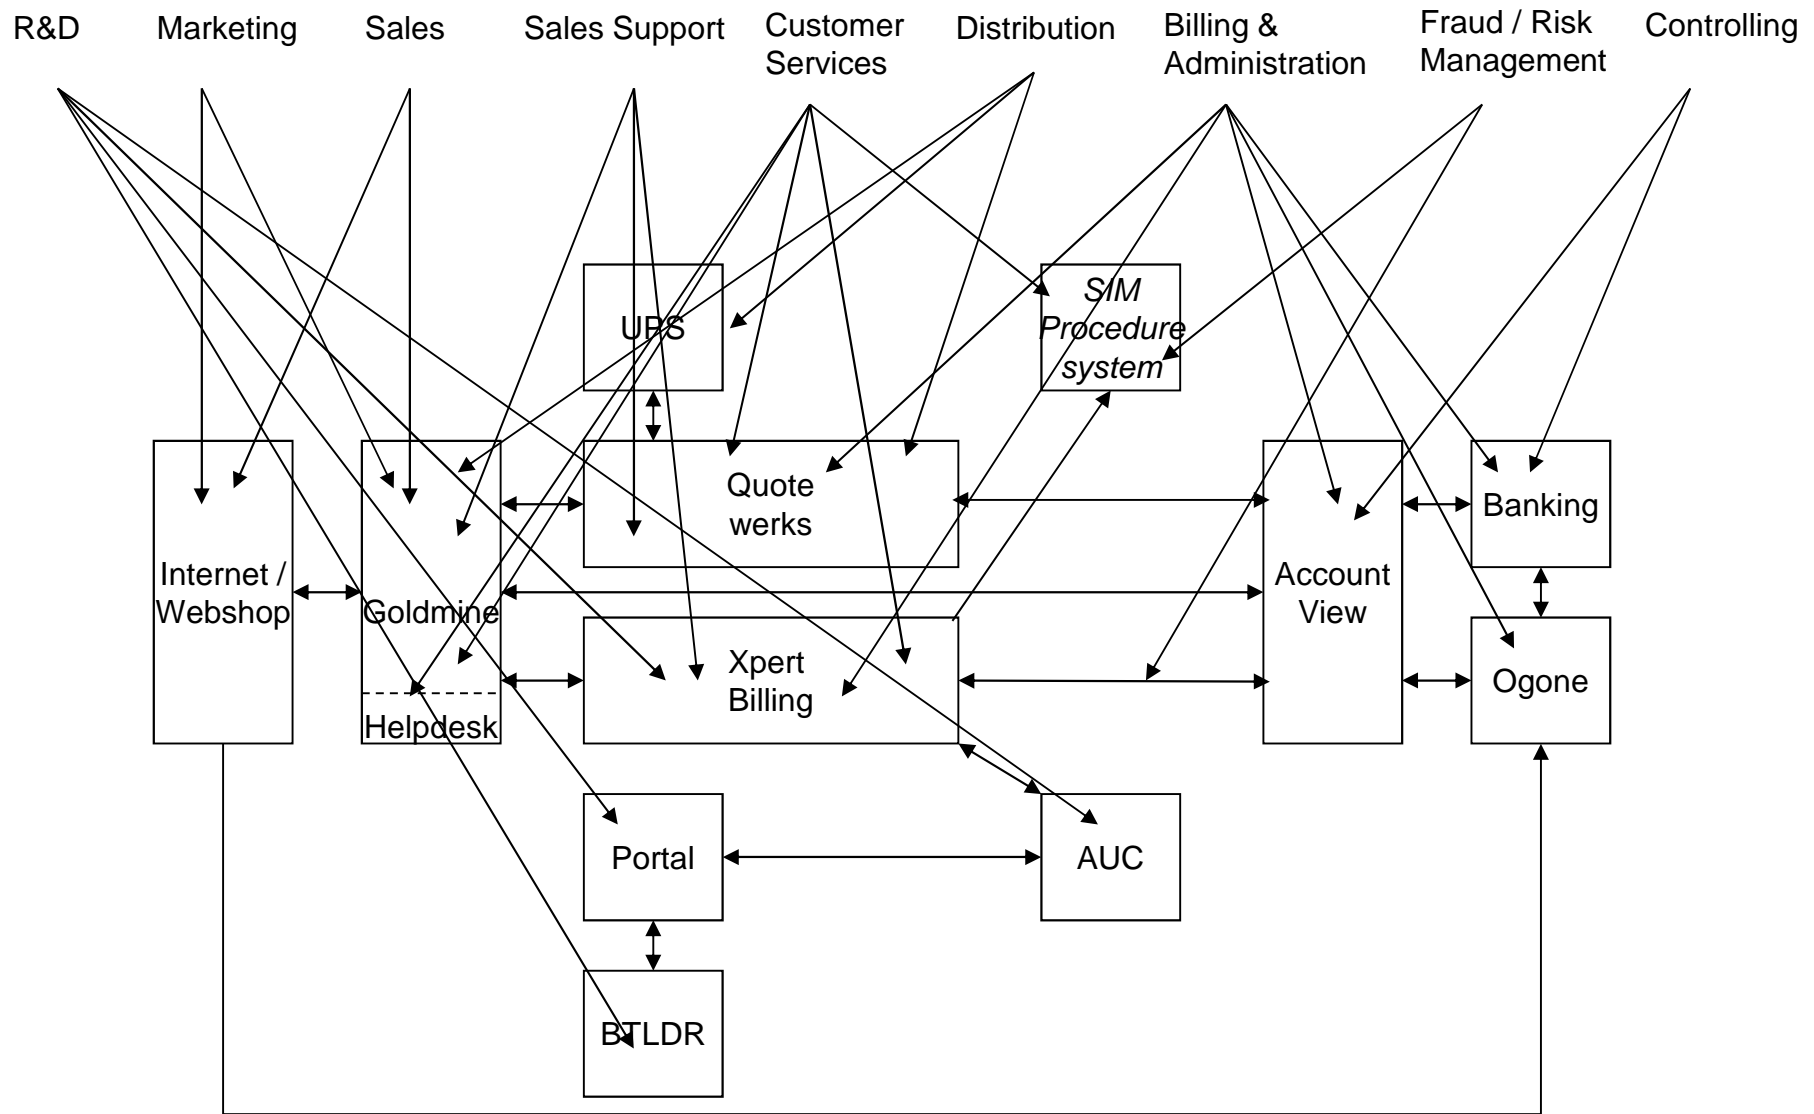 R&D
Marketing
Sales
Sales Support
Customer
Services
Distribution
Billing &
Administration
Fraud / Risk
Management
Controlling
UPS
SIM
Procedure
system
Quote
werks
Banking
Internet /
Webshop
Goldmine
Account
View
Xpert
Billing
Ogone
Helpdesk
Portal
AUC
BTLDR